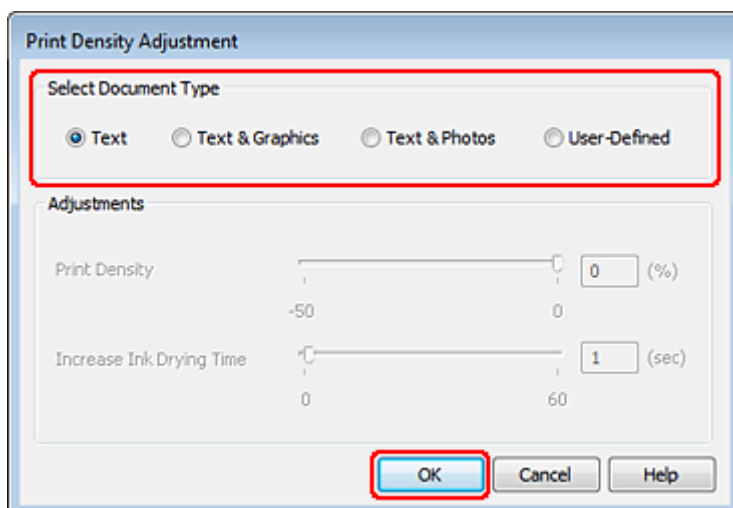 Print Density Adjustment
Select Document Type
Text Text & Graphics Text & Photos User-Defined
Adjustments
Print Density 0 (%)
-50 0
Increase Ink Drying Time 1 (sec)
0 60
OK Cancel Help